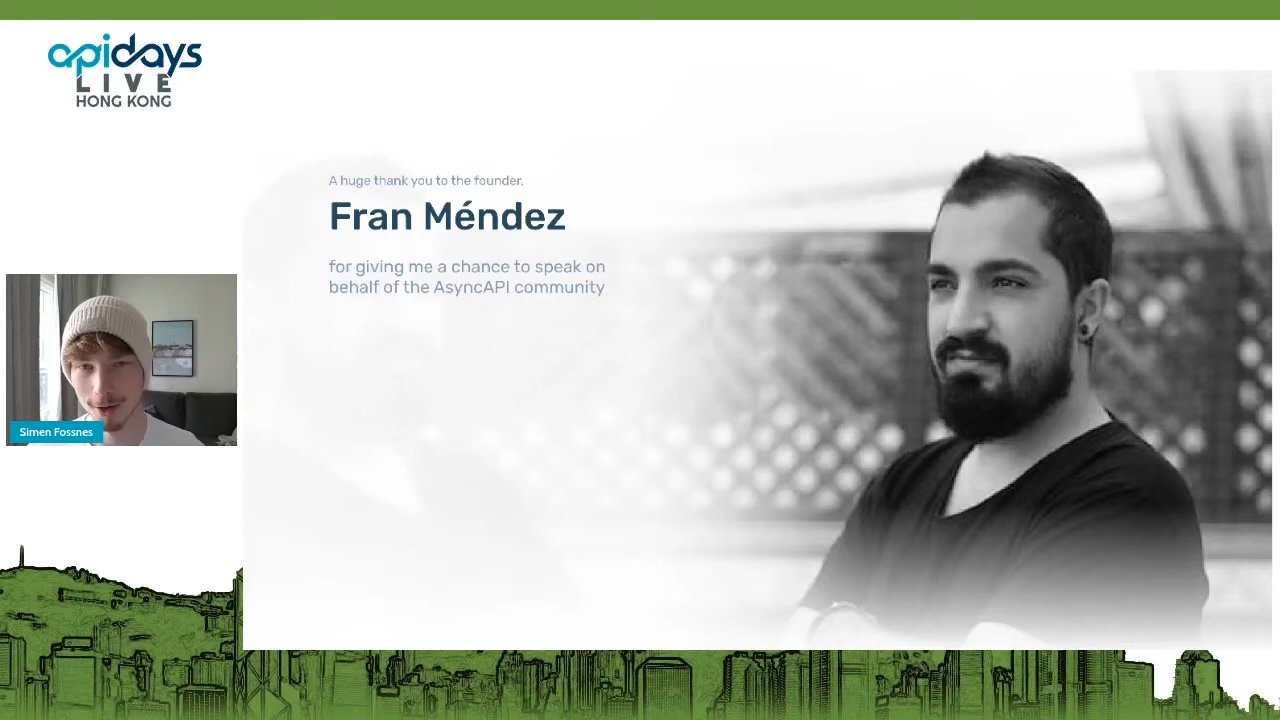 apidays
LIVE
HONG KONG
A huge thank you to the founder,
Fran Méndez
for giving me a chance to speak on
behalf of the AsyncAPI community
Simen Fossnes